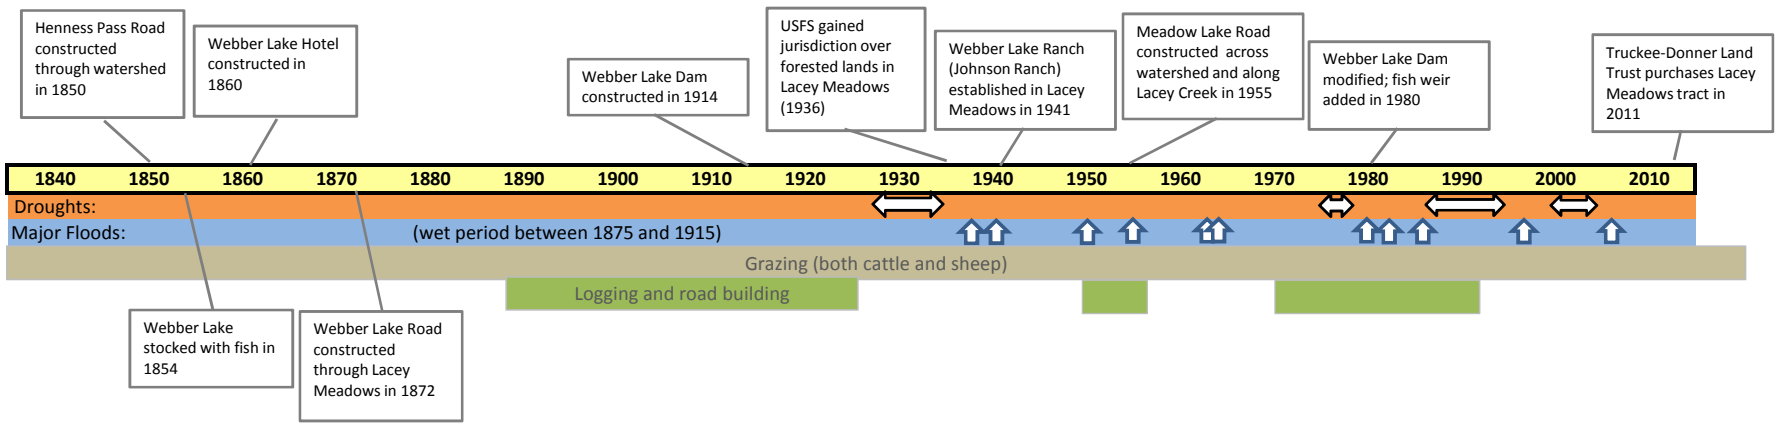 Henness Pass Road
constructed
through watershed
in 1850
Webber Lake Hotel
constructed in
1860
Webber Lake Dam
constructed in 1914
USFS gained
jurisdiction over
forested lands in
Lacey Meadows
(1936)
Webber Lake Ranch
(Johnson Ranch)
established in Lacey
Meadows in 1941
Meadow Lake Road
constructed across
watershed and along
Lacey Creek in 1955
Webber Lake Dam
modified; fish weir
added in 1980
Truckee-Donner Land
Trust purchases Lacey
Meadows tract in
2011
1840 1850 1860 1870 1880 1890 1900 1910 1920 1930 1940 1950 1960 1970 1980 1990 2000 2010
Droughts:
Major Floods: (wet period between 1875 and 1915)
Grazing (both cattle and sheep)
Logging and road building
Webber Lake
stocked with fish in
1854
Webber Lake Road
constructed
through Lacey
Meadows in 1872